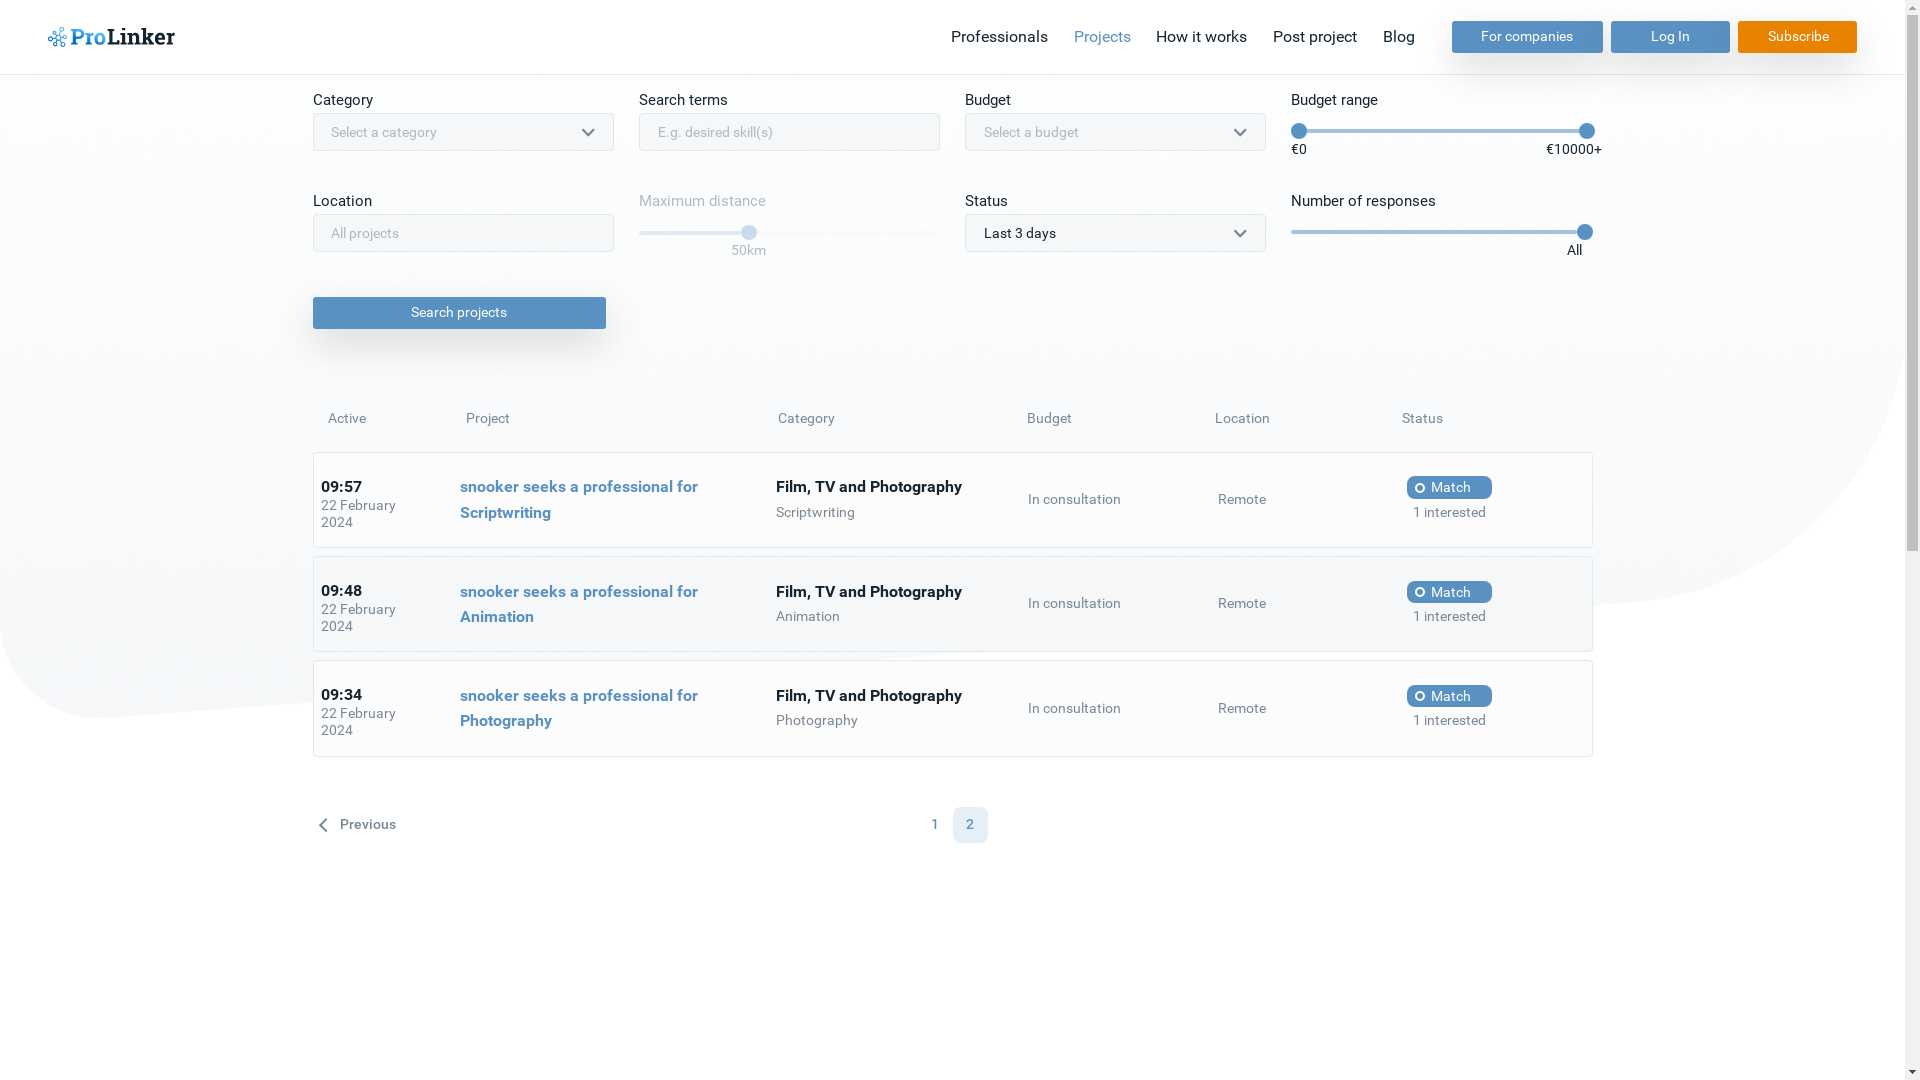 ProLinker
Professionals
Projects
How it works
Post project
Blog
For companies
Log In
Subscribe
Category
Search terms
Budget
Budget range
Select a category
E.g. desired skill(s)
Select a budget
€0
€10000+
Location
Maximum distance
Status
Number of responses
All projects
50km
Last 3 days
All
Search projects
Active
Project
Category
Budget
Location
Status
09:57
22 February
2024
snooker seeks a professional for
Scriptwriting
Film, TV and Photography
Scriptwriting
In consultation
Remote
Match
1 interested
09:48
22 February
2024
snooker seeks a professional for
Animation
Film, TV and Photography
Animation
In consultation
Remote
Match
1 interested
09:34
22 February
2024
snooker seeks a professional for
Photography
Film, TV and Photography
Photography
In consultation
Remote
Match
1 interested
Previous
1
2